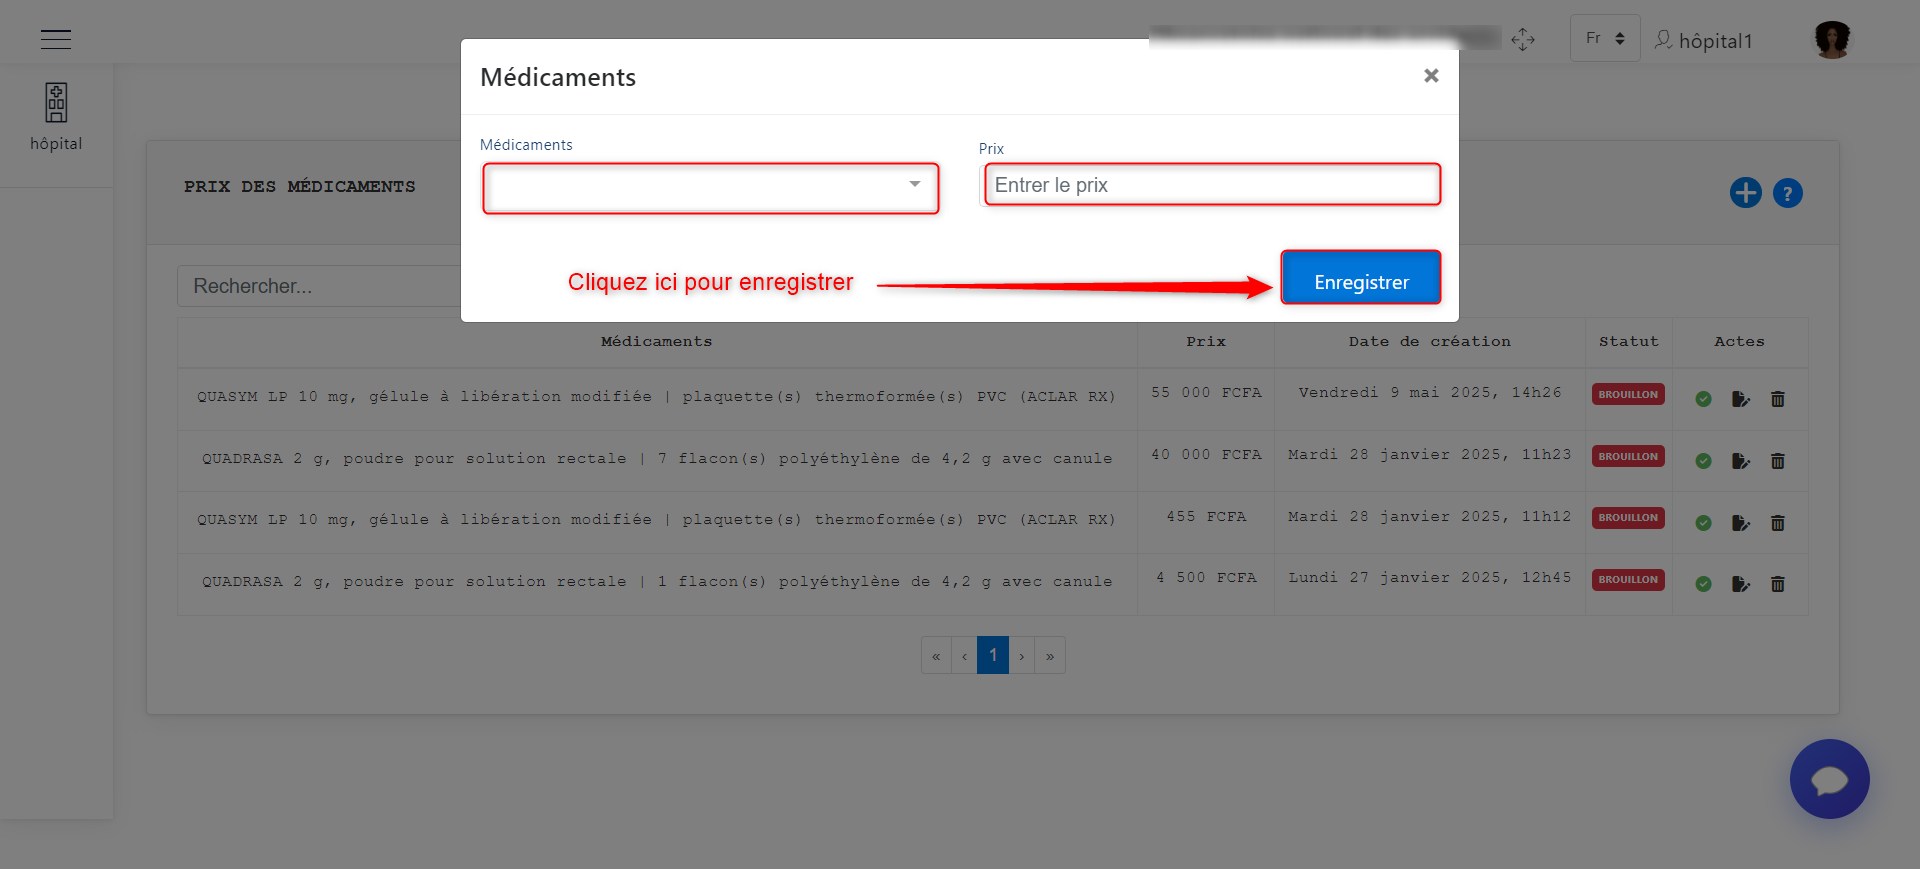 Fr
hôpital1
hôpital
Médicaments
×
Médicaments
Prix
Entrer le prix
Cliquez ici pour enregistrer
Enregistrer
PRIX DES MÉDICAMENTS
?
Rechercher...
Médicaments Prix Date de création Statut Actes
QUASYM LP 10 mg, gélule à libération modifiée | plaquette(s) thermoformée(s) PVC (ACLAR RX) 55 000 FCFA Vendredi 9 mai 2025, 14h26 BROUILLON
QUADRASA 2 g, poudre pour solution rectale | 7 flacon(s) polyéthylène de 4,2 g avec canule 40 000 FCFA Mardi 28 janvier 2025, 11h23 BROUILLON
QUASYM LP 10 mg, gélule à libération modifiée | plaquette(s) thermoformée(s) PVC (ACLAR RX) 455 FCFA Mardi 28 janvier 2025, 11h12 BROUILLON
QUADRASA 2 g, poudre pour solution rectale | 1 flacon(s) polyéthylène de 4,2 g avec canule 4 500 FCFA Lundi 27 janvier 2025, 12h45 BROUILLON
« ‹ 1 › »